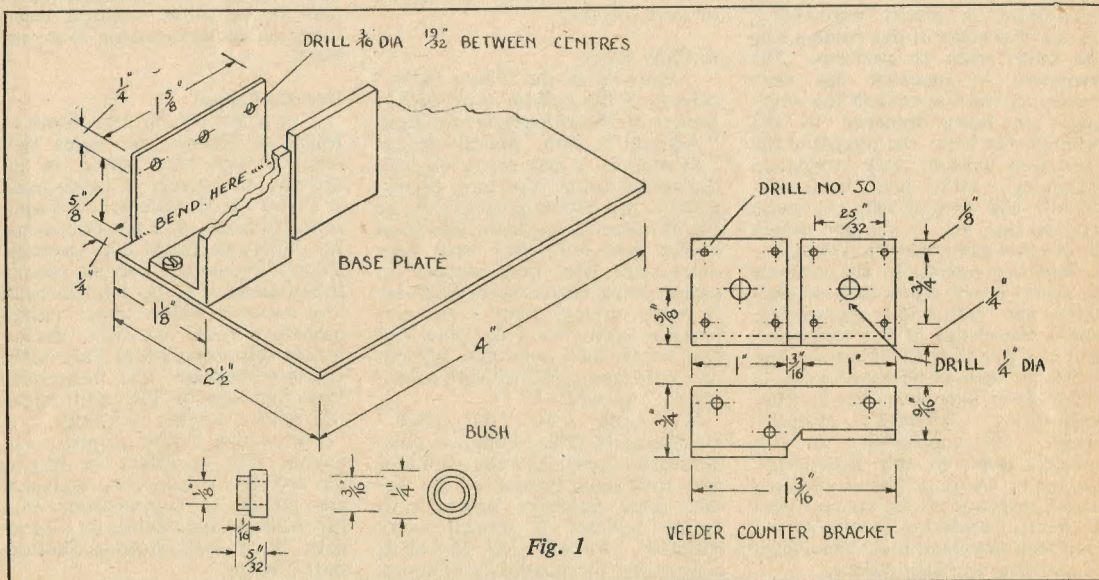 DRILL 3/16 DIA 19/32" BETWEEN CENTRES
1/4"
1 5/8"
5/8"
BEND. HERE
1/4"
1 1/8"
2 1/2"
BASE PLATE
4"
DRILL NO. 50
25/32"
1/8"
3/4"
1/4"
5/8"
1"
3/16"
1"
DRILL 1/4" DIA
3/4"
9/16"
1 3/16"
VEEDER COUNTER BRACKET
BUSH
1/8"
3/16"
1/4"
1/16
5/32"
Fig. 1